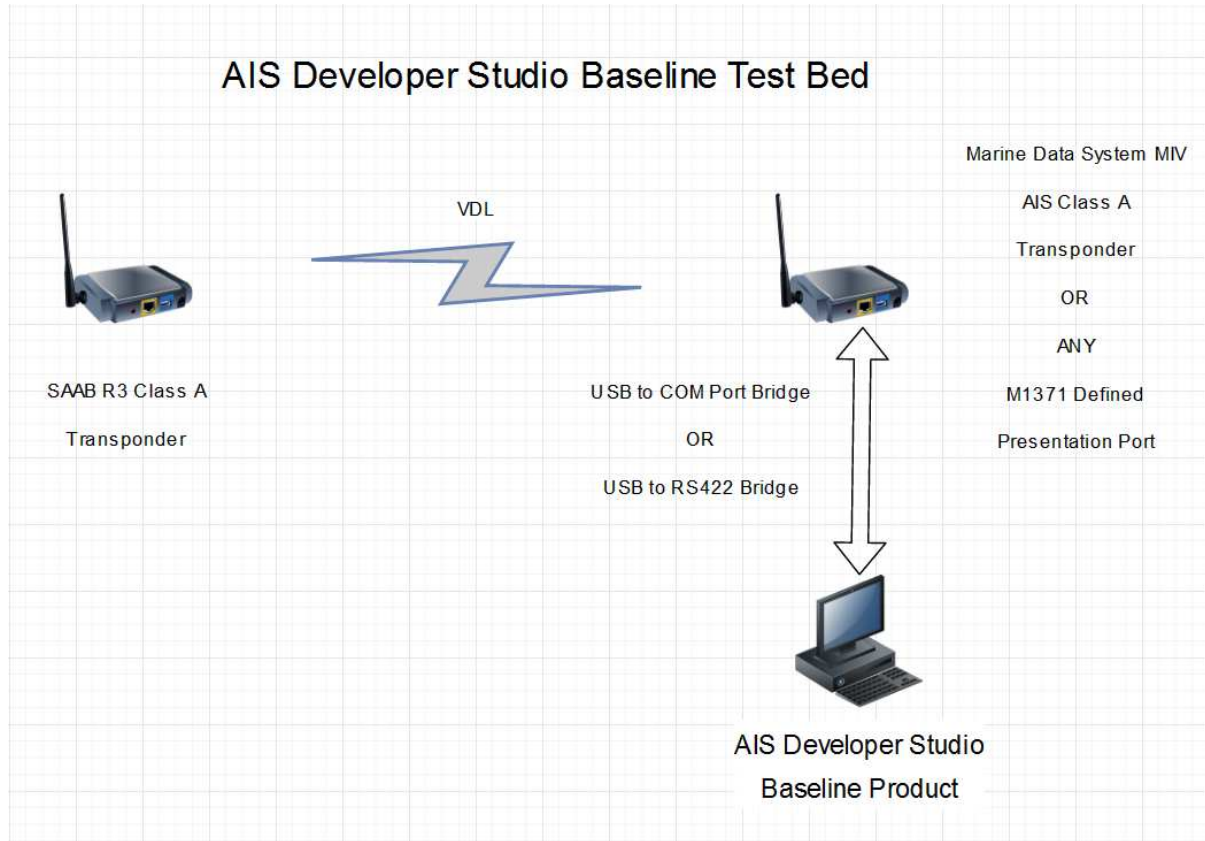 AIS Developer Studio Baseline Test Bed
VDL
SAAB R3 Class A
Transponder
Marine Data System MIV
AIS Class A
Transponder
OR
ANY
M1371 Defined
Presentation Port
USB to COM Port Bridge
OR
USB to RS422 Bridge
AIS Developer Studio
Baseline Product